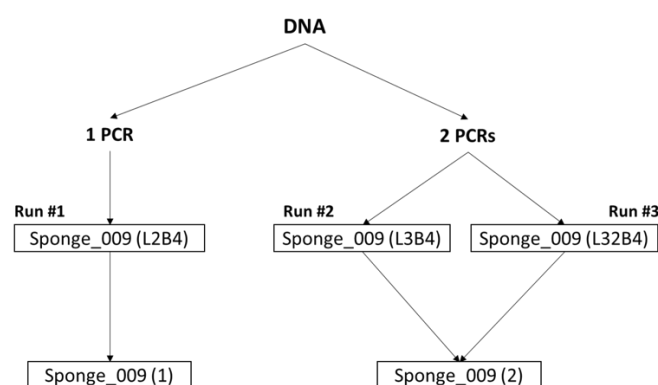 DNA
1 PCR
2 PCRs
Run #1
Run #2
Run #3
Sponge_009 (L2B4)
Sponge_009 (L3B4)
Sponge_009 (L32B4)
Sponge_009 (1)
Sponge_009 (2)